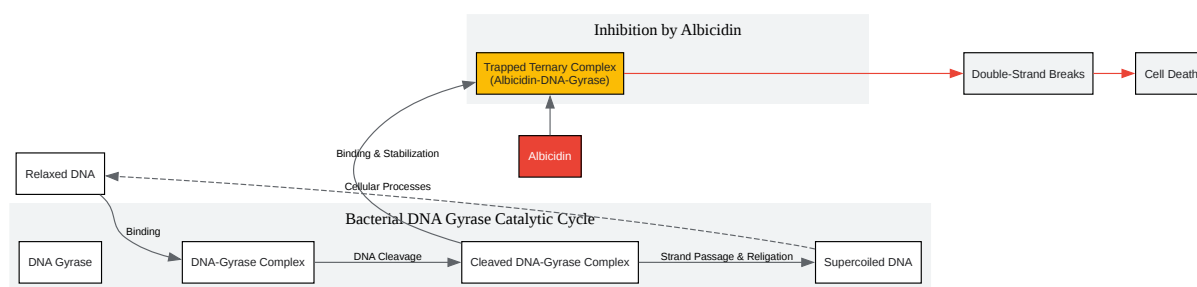 Inhibition by Albicidin
Trapped Ternary Complex
(Albicidin-DNA-Gyrase)
Double-Strand Breaks
Cell Death
Albicidin
Binding & Stabilization
Relaxed DNA
Cellular Processes
Bacterial DNA Gyrase Catalytic Cycle
Binding
DNA Gyrase
DNA-Gyrase Complex
DNA Cleavage
Cleaved DNA-Gyrase Complex
Strand Passage & Religation
Supercoiled DNA